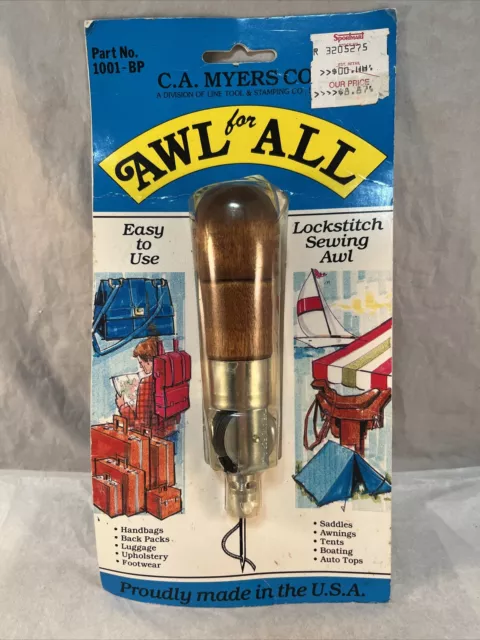 Part No.
1001-BP
R 3205275
OUR PRICE
C.A. MYERS CO
A DIVISION OF LINE TOOL & STAMPING CO.
AWL for ALL
Easy
to
Use
Lockstitch
Sewing
Awl
• Handbags
• Back Packs
• Luggage
• Upholstery
• Footwear
• Saddles
• Awnings
• Tents
• Boating
• Auto Tops
Proudly made in the U.S.A.